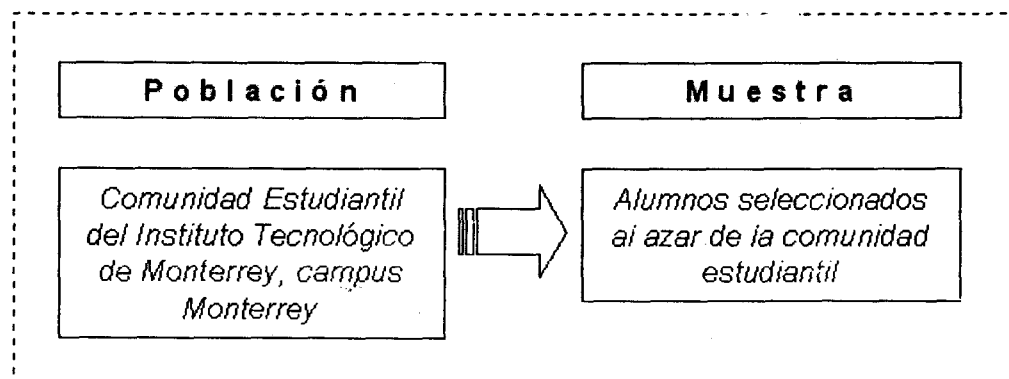 Población
Muestra
Comunidad Estudiantil
del Instituto Tecnológico
de Monterrey, campus
Monterrey
Alumnos seleccionados
al azar de la comunidad
estudiantil